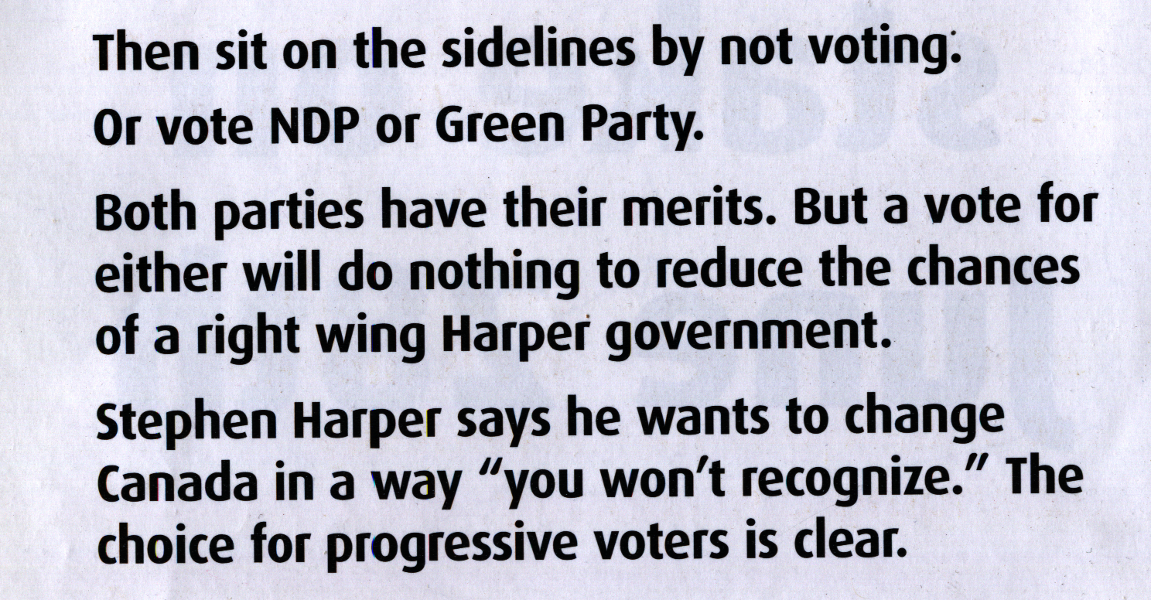 Then sit on the sidelines by not voting.
Or vote NDP or Green Party.
Both parties have their merits. But a vote for
either will do nothing to reduce the chances
of a right wing Harper government.
Stephen Harper says he wants to change
Canada in a way “you won’t recognize.” The
choice for progressive voters is clear.